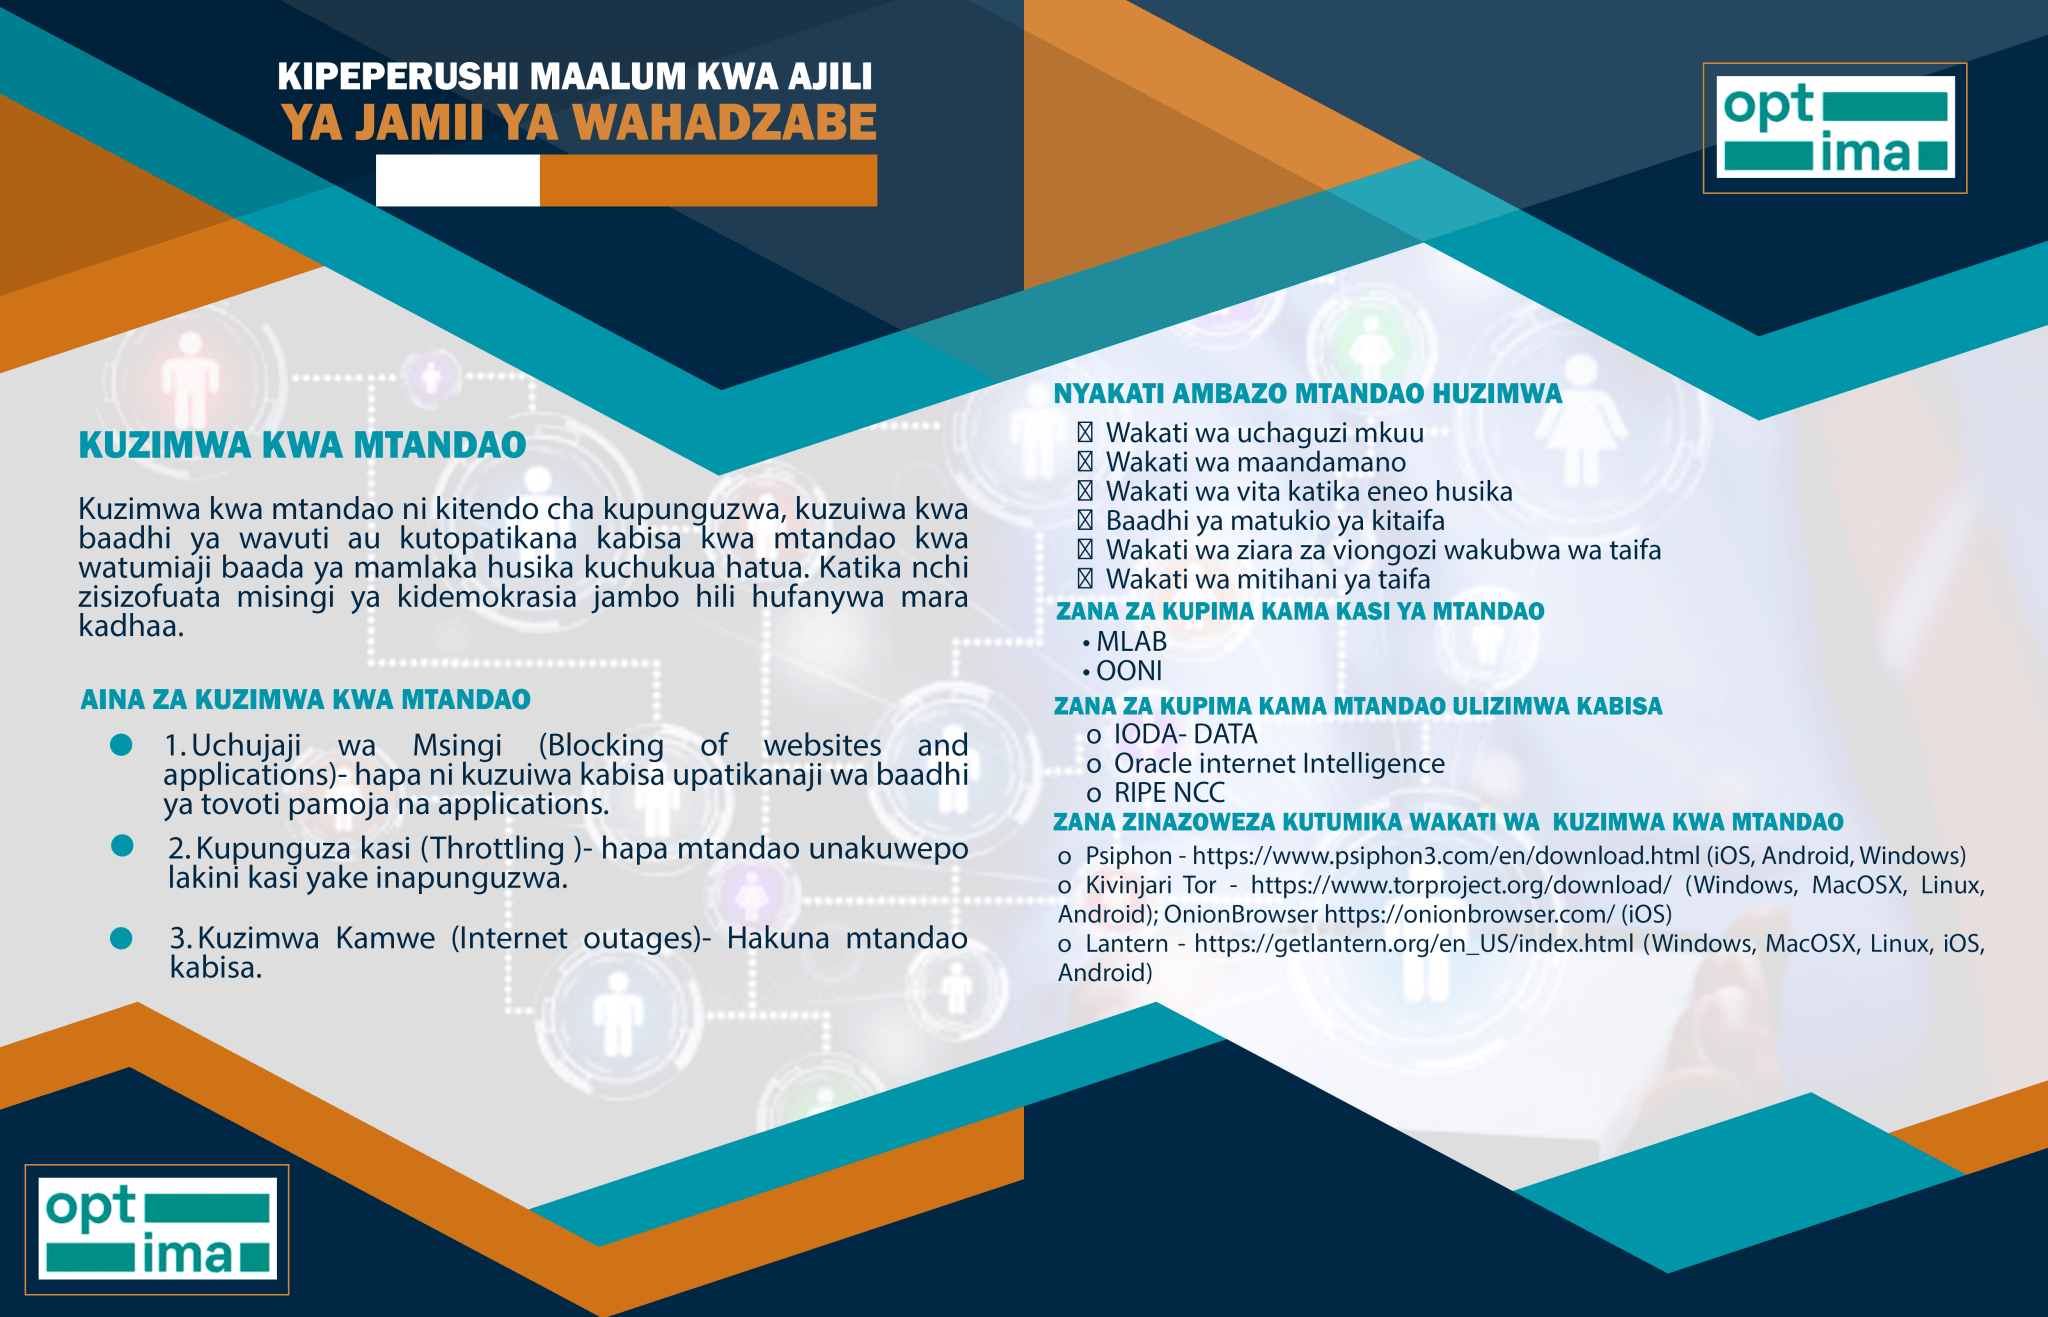 KIPEPERUSHI MAALUM KWA AJILI
YA JAMII YA WAHADZABE
opt
ima
KUZIMWA KWA MTANDAO
Kuzimwa kwa mtandao ni kitendo cha kupunguzwa, kuzuiwa kwa
baadhi ya wavuti au kutopatikana kabisa kwa mtandao kwa
watumiaji baada ya mamlaka husika kuchukua hatua. Katika nchi
zisizofuata misingi ya kidemokrasia jambo hili hufanywa mara
kadhaa.
AINA ZA KUZIMWA KWA MTANDAO
● 1. Uchujaji wa Msingi (Blocking of websites and
applications)- hapa ni kuzuiwa kabisa upatikanaji wa baadhi
ya tovoti pamoja na applications.
● 2. Kupunguza kasi (Throttling )- hapa mtandao unakuwepo
lakini kasi yake inapunguzwa.
● 3. Kuzimwa Kamwe (Internet outages)- Hakuna mtandao
kabisa.
NYAKATI AMBAZO MTANDAO HUZIMWA
Wakati wa uchaguzi mkuu
Wakati wa maandamano
Wakati wa vita katika eneo husika
Baadhi ya matukio ya kitaifa
Wakati wa ziara za viongozi wakubwa wa taifa
Wakati wa mitihani ya taifa
ZANA ZA KUPIMA KAMA KASI YA MTANDAO
• MLAB
• OONI
ZANA ZA KUPIMA KAMA MTANDAO ULIZIMWA KABISA
o IODA- DATA
o Oracle internet Intelligence
o RIPE NCC
ZANA ZINAZOWEZA KUTUMIKA WAKATI WA KUZIMWA KWA MTANDAO
o Psiphon - https://www.psiphon3.com/en/download.html (iOS, Android, Windows)
o Kivinjari Tor - https://www.torproject.org/download/ (Windows, MacOSX, Linux,
Android); OnionBrowser https://onionbrowser.com/ (iOS)
o Lantern - https://getlantern.org/en_US/index.html (Windows, MacOSX, Linux, iOS,
Android)
opt
ima